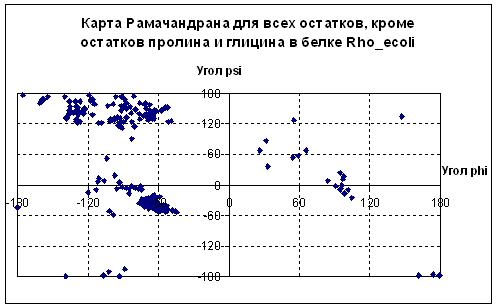 Карта Рамачандрана для всех остатков, кроме
остатков пролина и глицина в белке Rho_ecoli
Угол psi
180
120
60
Угол phi
0
-180 -120 -60 0 60 120 180
-60
-120
-180